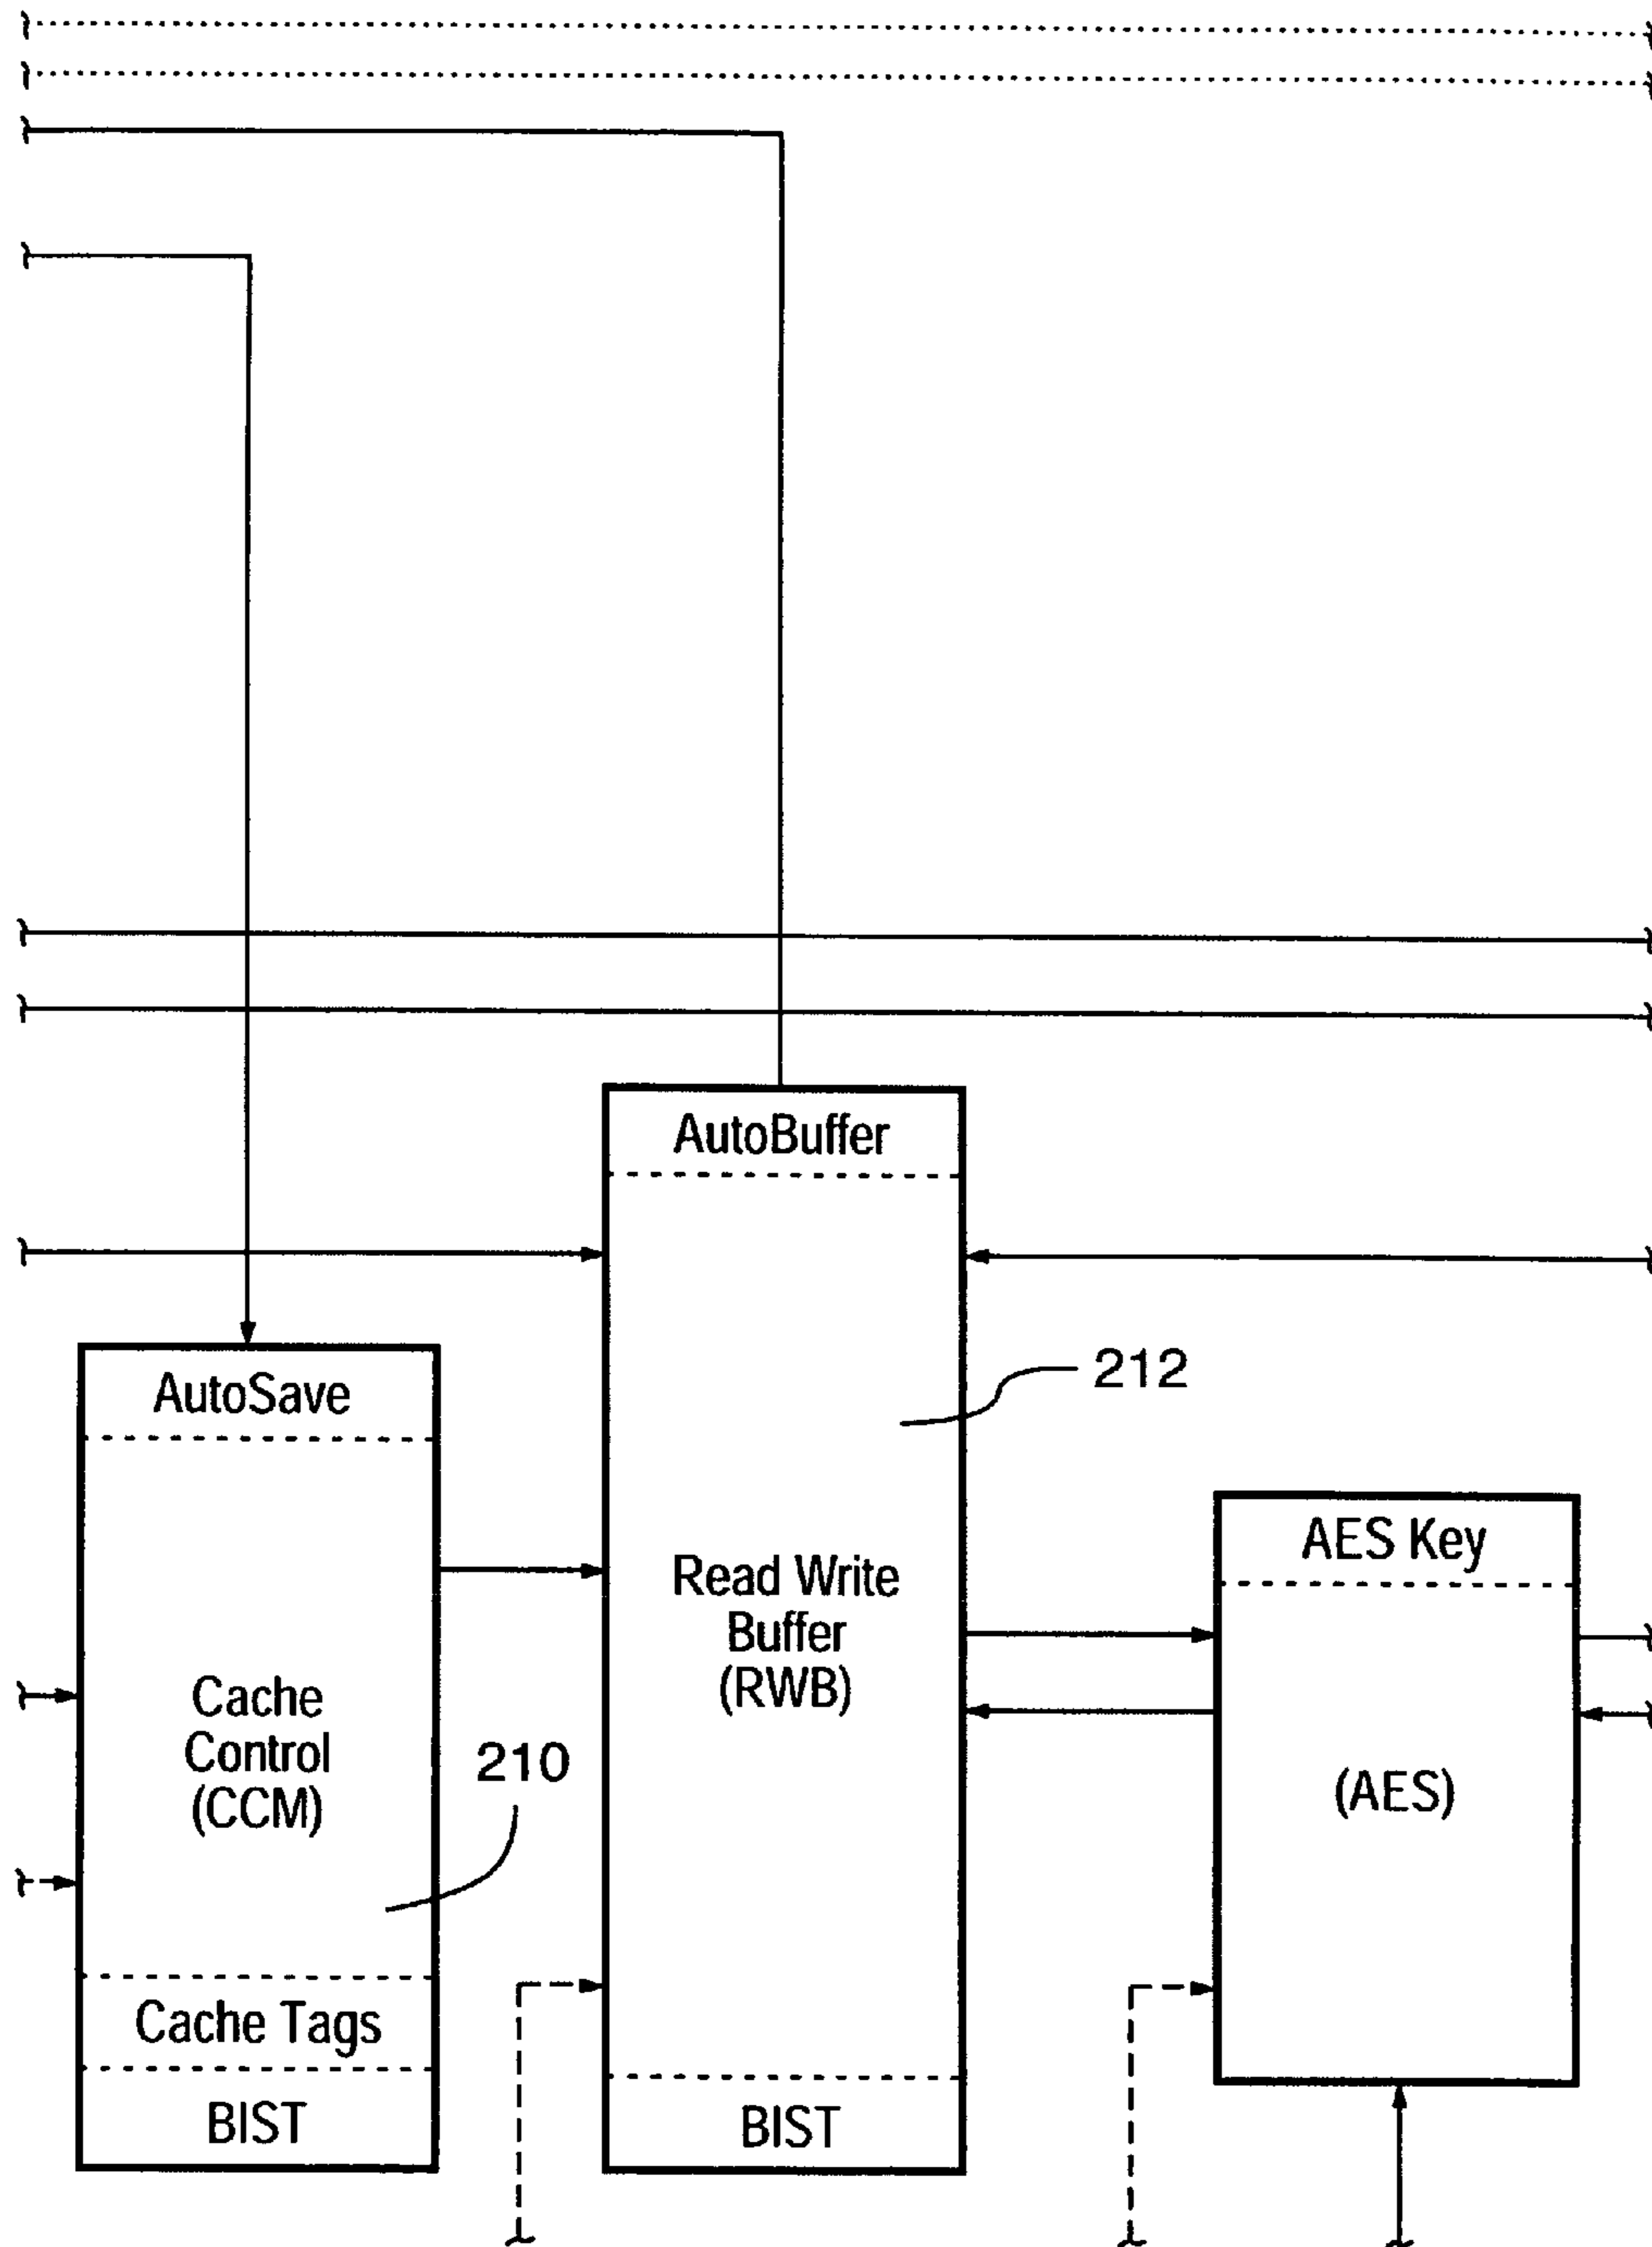 AutoBuffer
212
AutoSave
AES Key
Read Write
Buffer
(RWB)
Cache
Control
(CCM)
210
(AES)
Cache Tags
BIST
BIST